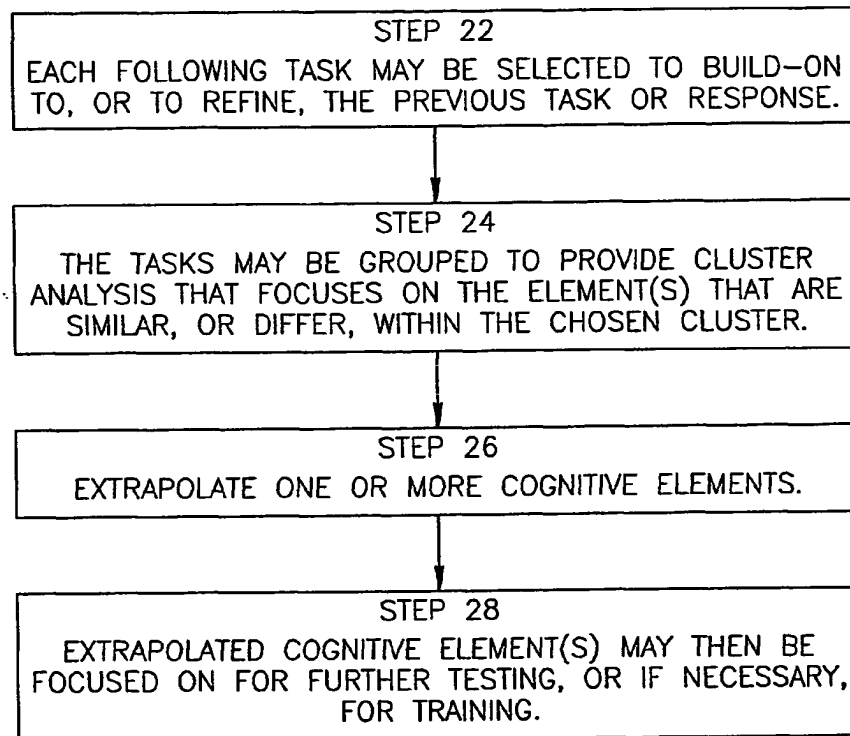 STEP 22
EACH FOLLOWING TASK MAY BE SELECTED TO BUILD-ON
TO, OR TO REFINE, THE PREVIOUS TASK OR RESPONSE.
STEP 24
THE TASKS MAY BE GROUPED TO PROVIDE CLUSTER
ANALYSIS THAT FOCUSES ON THE ELEMENT(S) THAT ARE
SIMILAR, OR DIFFER, WITHIN THE CHOSEN CLUSTER.
STEP 26
EXTRAPOLATE ONE OR MORE COGNITIVE ELEMENTS.
STEP 28
EXTRAPOLATED COGNITIVE ELEMENT(S) MAY THEN BE
FOCUSED ON FOR FURTHER TESTING, OR IF NECESSARY,
FOR TRAINING.